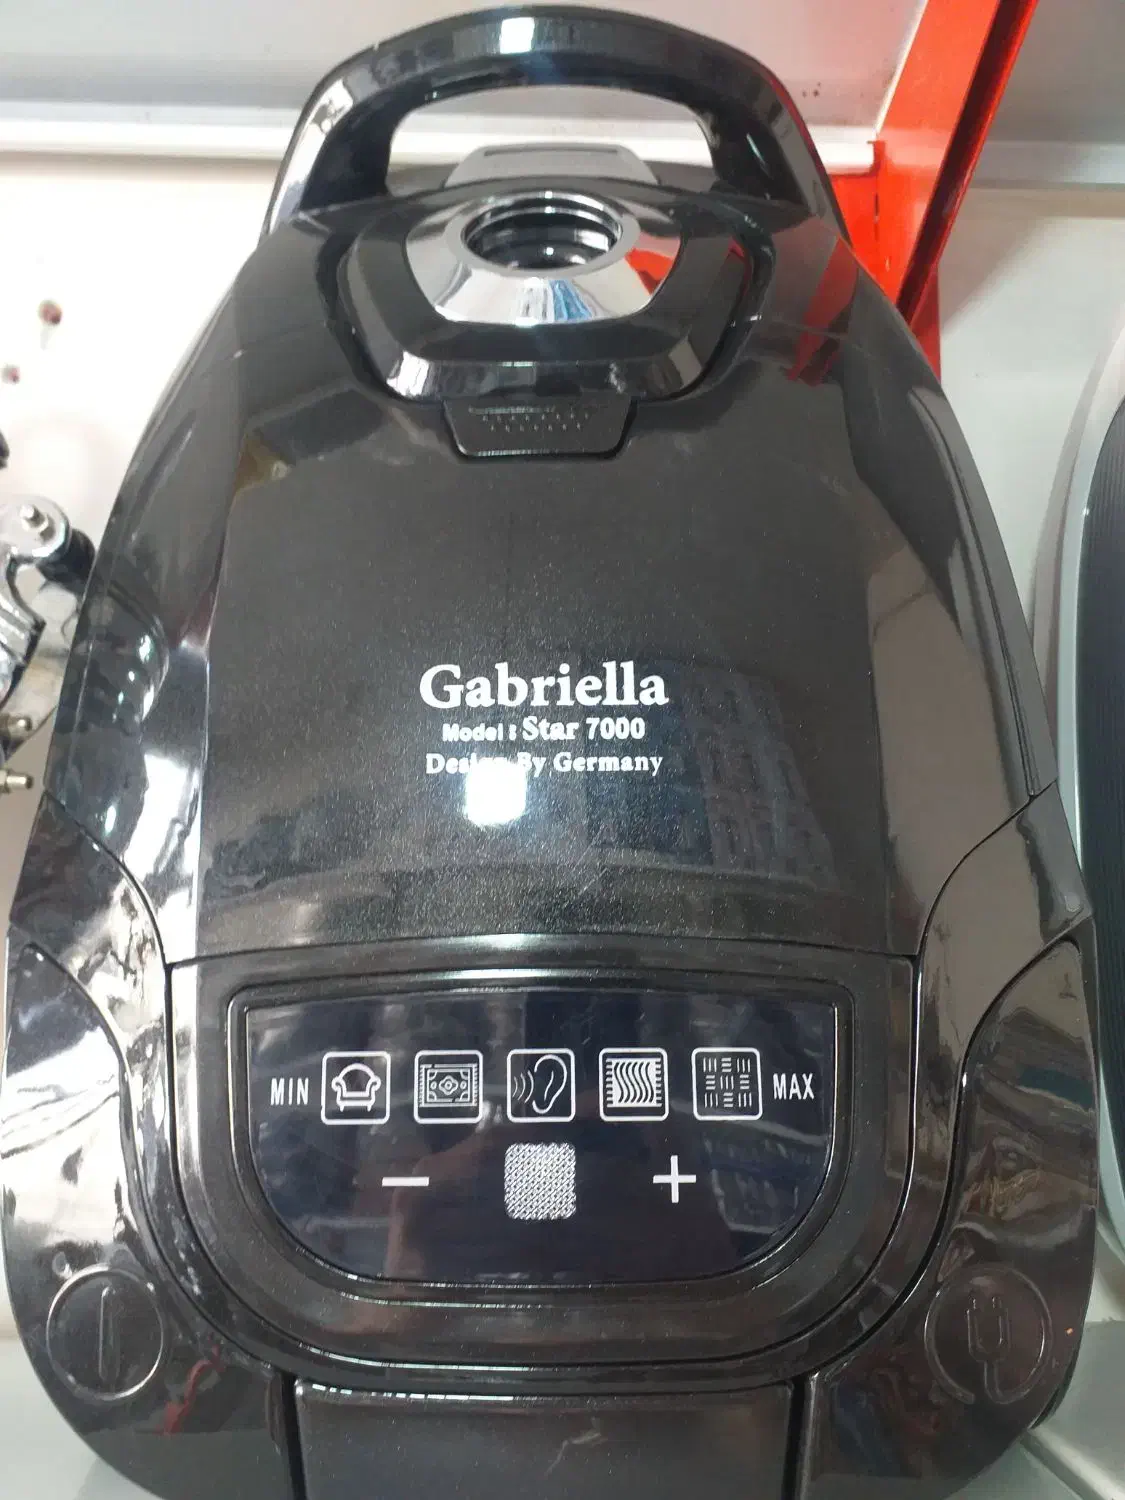 Gabriella
Model : Star 7000
Design By Germany
MIN MAX
− +